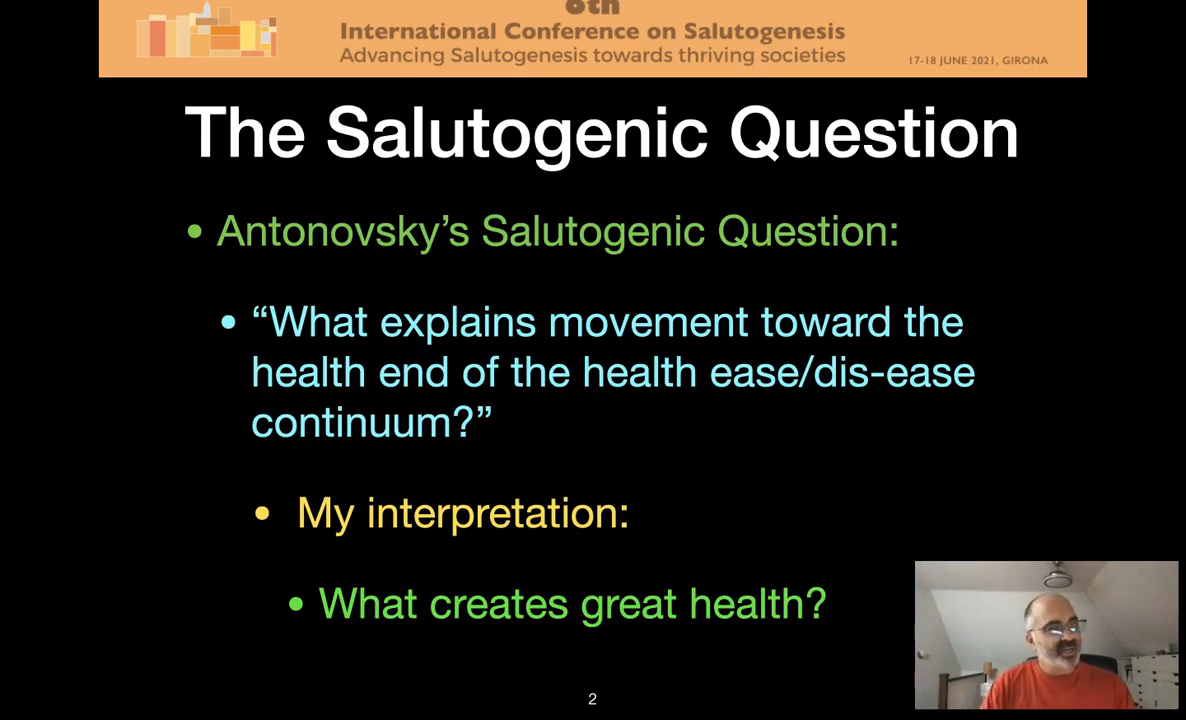 6th
International Conference on Salutogenesis
Advancing Salutogenesis towards thriving societies
17-18 JUNE 2021, GIRONA
The Salutogenic Question
• Antonovsky’s Salutogenic Question:
• “What explains movement toward the
health end of the health ease/dis-ease
continuum?”
• My interpretation:
• What creates great health?
2